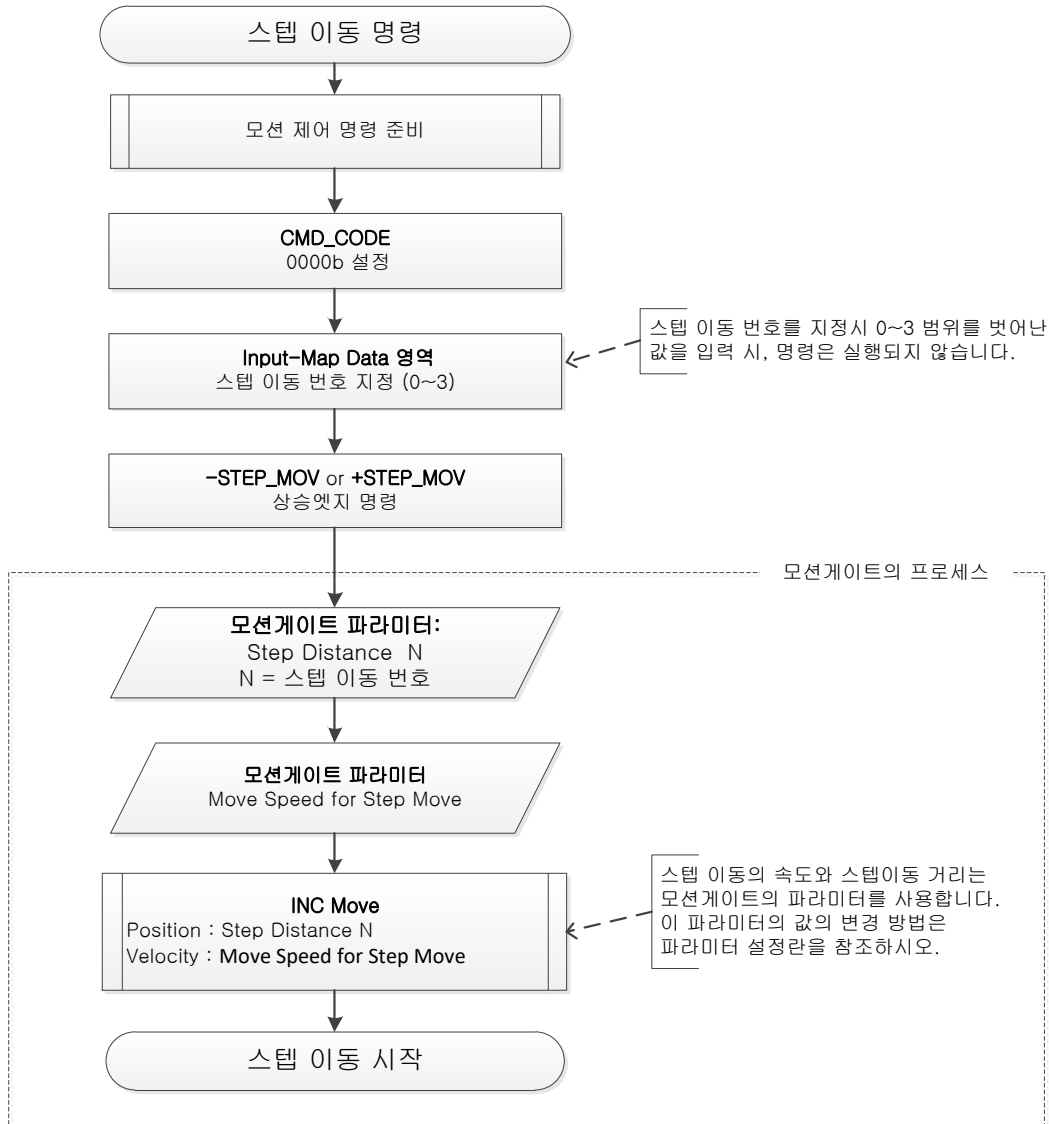 스텝 이동 명령
모션 제어 명령 준비
CMD_CODE
0000b 설정
Input-Map Data 영역
스텝 이동 번호 지정 (0~3)
스텝 이동 번호를 지정시 0~3 범위를 벗어난
값을 입력 시, 명령은 실행되지 않습니다.
-STEP_MOV or +STEP_MOV
상승엣지 명령
모션게이트의 프로세스
모션게이트 파라미터:
Step Distance N
N = 스텝 이동 번호
모션게이트 파라미터
Move Speed for Step Move
INC Move
Position : Step Distance N
Velocity : Move Speed for Step Move
스텝 이동의 속도와 스텝이동 거리는
모션게이트의 파라미터를 사용합니다.
이 파라미터의 값의 변경 방법은
파라미터 설정란을 참조하시오.
스텝 이동 시작